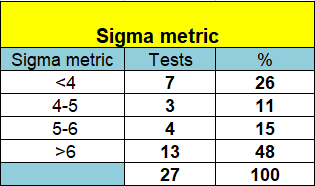 Sigma metric
Sigma metric Tests %
<4 7 26
4-5 3 11
5-6 4 15
>6 13 48
27 100